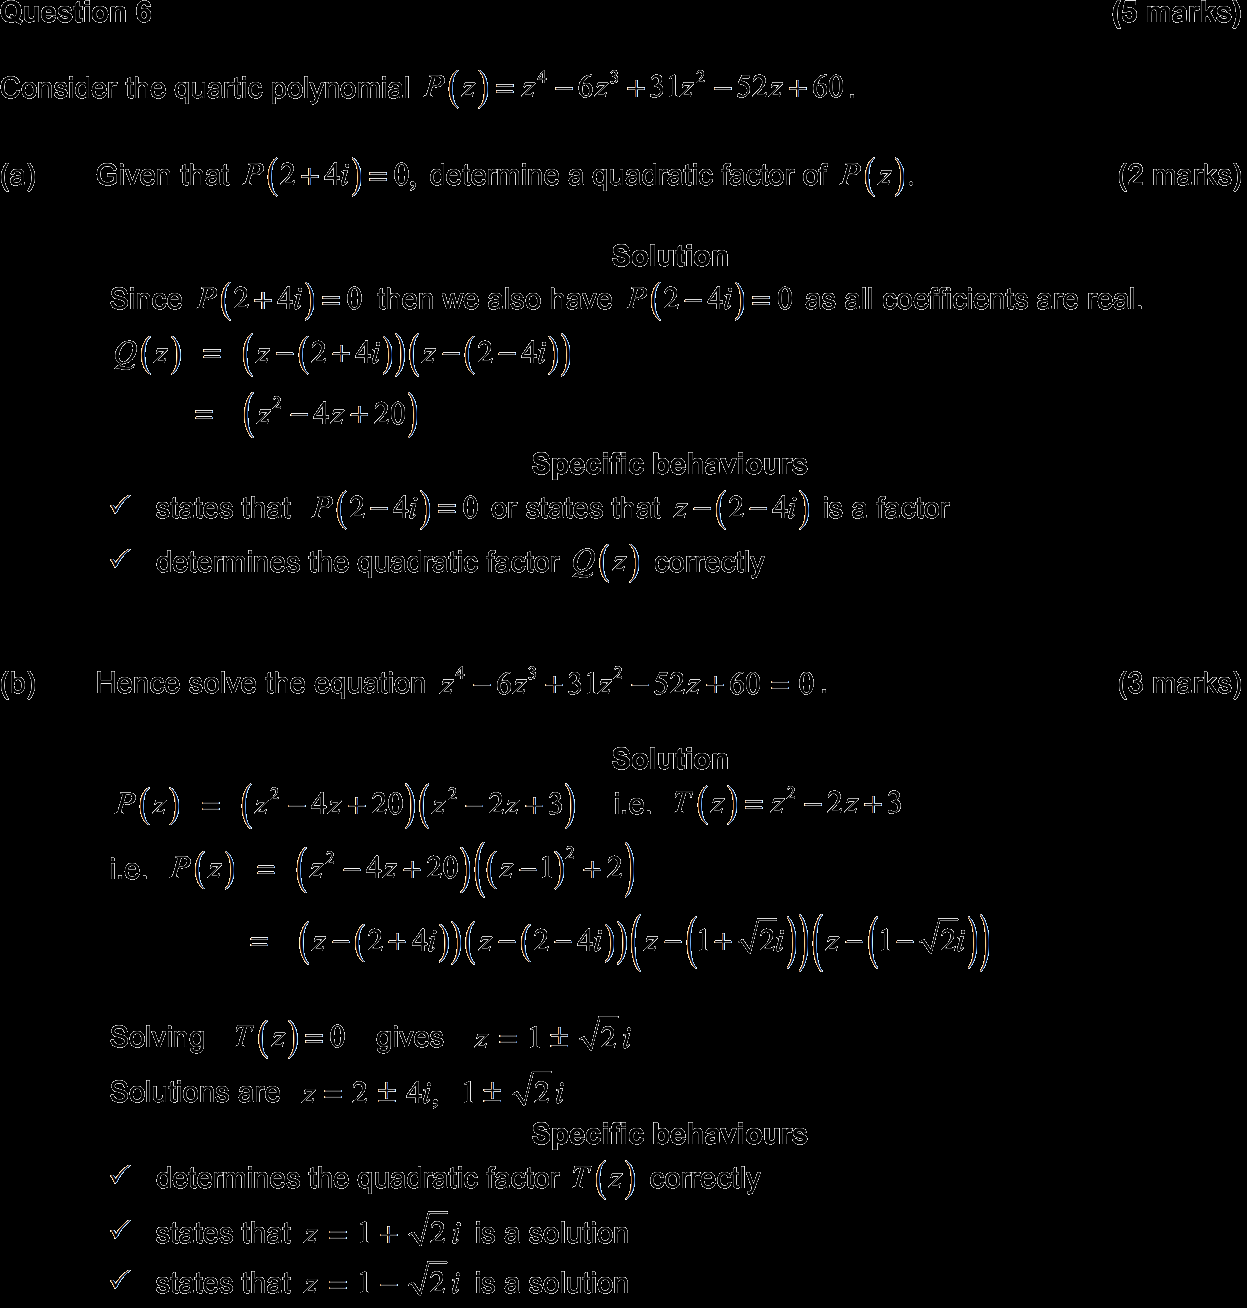 Question 6 (5 marks)
Consider the quartic polynomial P(z) = z⁴ − 6z³ + 31z² − 52z + 60.
(a) Given that P(2 + 4i) = 0, determine a quadratic factor of P(z). (2 marks)
Solution
Since P(2 + 4i) = 0 then we also have P(2 − 4i) = 0 as all coefficients are real.
Q(z) = (z − (2 + 4i))(z − (2 − 4i))
= (z² − 4z + 20)
Specific behaviours
✓ states that P(2 − 4i) = 0 or states that z − (2 − 4i) is a factor
✓ determines the quadratic factor Q(z) correctly
(b) Hence solve the equation z⁴ − 6z³ + 31z² − 52z + 60 = 0. (3 marks)
Solution
P(z) = (z² − 4z + 20)(z² − 2z + 3) i.e. T(z) = z² − 2z + 3
i.e. P(z) = (z² − 4z + 20)((z − 1)² + 2)
= (z − (2 + 4i))(z − (2 − 4i))(z − (1 + √2i))(z − (1 − √2i))
Solving T(z) = 0 gives z = 1 ± √2 i
Solutions are z = 2 ± 4i, 1 ± √2 i
Specific behaviours
✓ determines the quadratic factor T(z) correctly
✓ states that z = 1 + √2 i is a solution
✓ states that z = 1 − √2 i is a solution